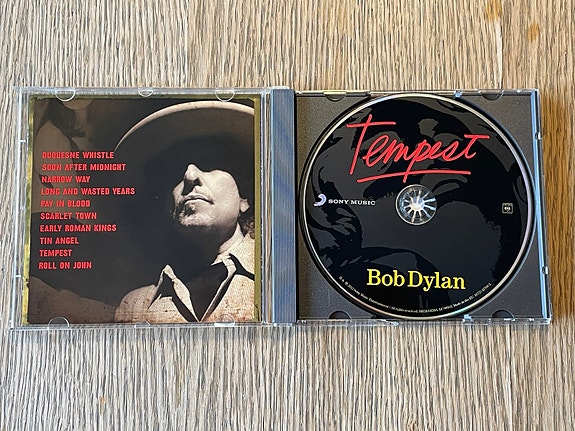 DUQUESNE WHISTLE
SOON AFTER MIDNIGHT
NARROW WAY
LONG AND WASTED YEARS
PAY IN BLOOD
SCARLET TOWN
EARLY ROMAN KINGS
TIN ANGEL
TEMPEST
ROLL ON JOHN
Tempest
SONY MUSIC
Bob Dylan